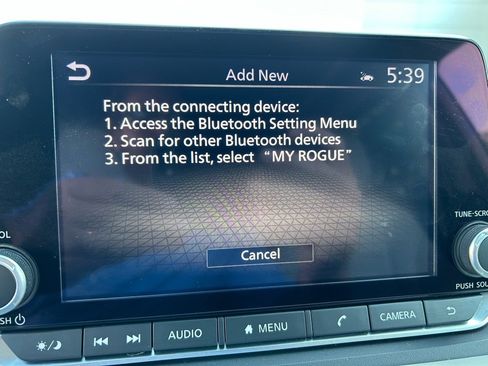 Add New
5:39
From the connecting device:
1. Access the Bluetooth Setting Menu
2. Scan for other Bluetooth devices
3. From the list, select “MY ROGUE”
Cancel
OL
TUNE-SCRO
SH
PUSH SOU
AUDIO
MENU
CAMERA